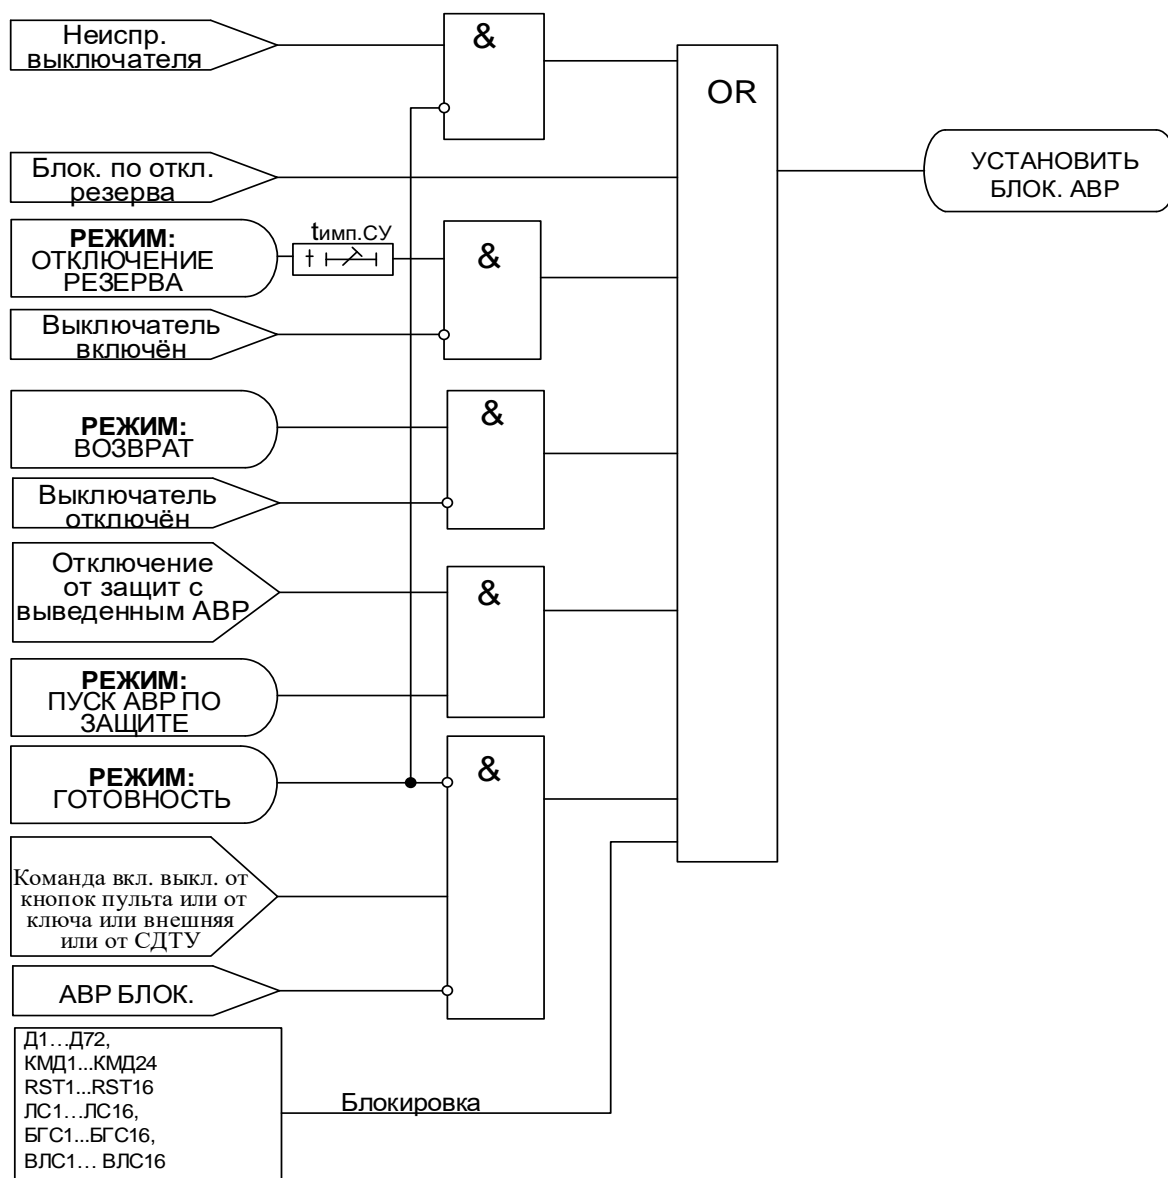 Неиспр.
выключателя
&
OR
Блок. по откл.
резерва
УСТАНОВИТЬ
БЛОК. АВР
РЕЖИМ:
ОТКЛЮЧЕНИЕ
РЕЗЕРВА
tимп.СУ
&
Выключатель
включён
РЕЖИМ:
ВОЗВРАТ
&
Выключатель
отключён
Отключение
от защит с
выведенным АВР
&
РЕЖИМ:
ПУСК АВР ПО
ЗАЩИТЕ
РЕЖИМ:
ГОТОВНОСТЬ
&
Команда вкл. выкл. от
кнопок пульта или от
ключа или внешняя
или от СДТУ
АВР БЛОК.
Д1…Д72,
КМД1...КМД24
RST1...RST16
ЛС1…ЛС16,
БГС1...БГС16,
ВЛС1… ВЛС16
Блокировка